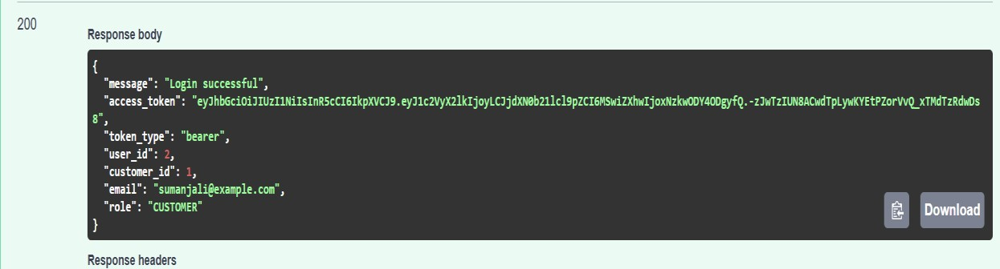 200
Response body
{
"message": "Login successful",
"access_token": "eyJhbGciOiJIUzI1NiIsInR5cCI6IkpXVCJ9.eyJ1c2VyX2lkIjoyLCJjdXN0b21lcl9pZCI6MSwiZXhwIjoxNzkwODY4ODgyfQ.-zJwTzIUN8ACwdTpLywKYEtPZorVvQ_xTMdTzRdwDs
8",
"token_type": "bearer",
"user_id": 2,
"customer_id": 1,
"email": "sumanjali@example.com",
"role": "CUSTOMER"
}
Download
Response headers